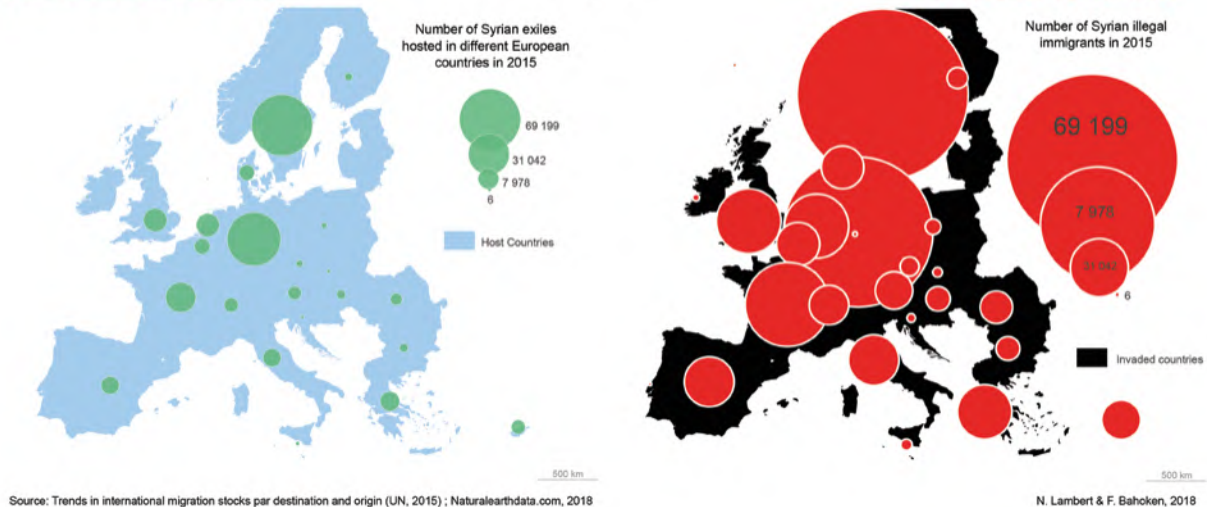 Number of Syrian exiles
hosted in different European
countries in 2015
69 199
31 042
7 978
6
Host Countries
500 km
Source: Trends in international migration stocks par destination and origin (UN, 2015) ; Naturalearthdata.com, 2018
Number of Syrian illegal
immigrants in 2015
69 199
7 978
31 042
6
Invaded countries
500 km
N. Lambert & F. Bahoken, 2018